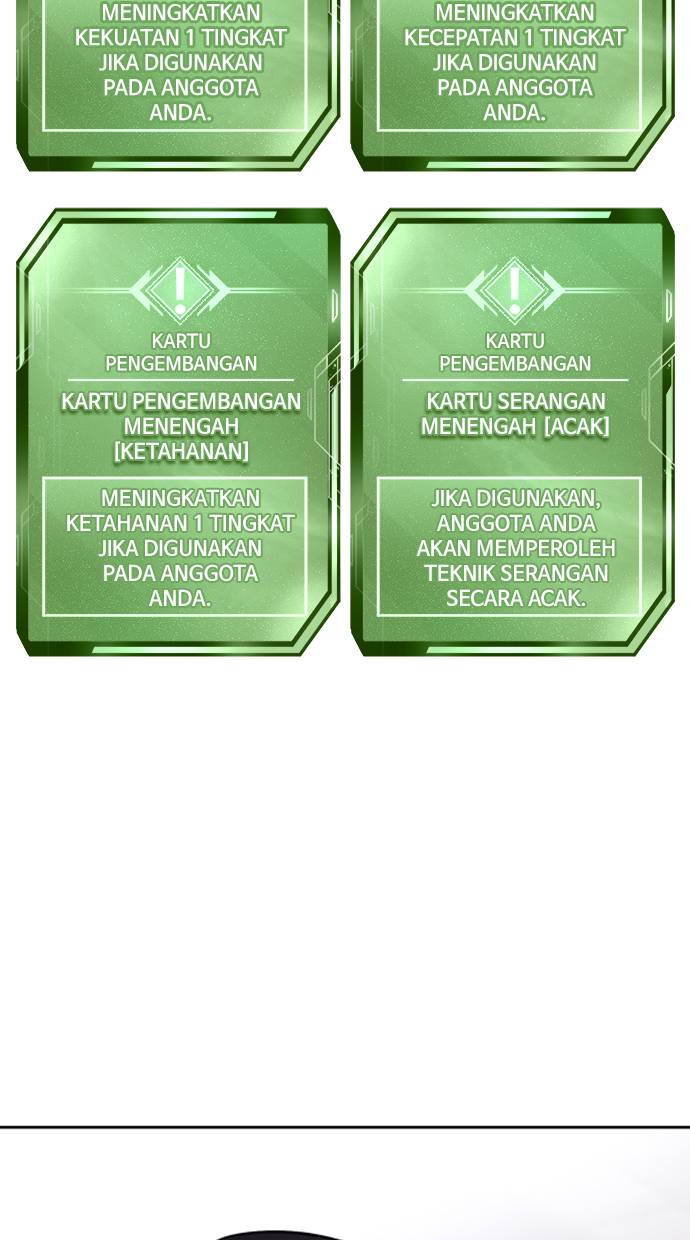 MENINGKATKAN
KEKUATAN 1 TINGKAT
JIKA DIGUNAKAN
PADA ANGGOTA
ANDA.
MENINGKATKAN
KECEPATAN 1 TINGKAT
JIKA DIGUNAKAN
PADA ANGGOTA
ANDA.
!
KARTU
PENGEMBANGAN
KARTU PENGEMBANGAN
MENENGAH
[KETAHANAN]
MENINGKATKAN
KETAHANAN 1 TINGKAT
JIKA DIGUNAKAN
PADA ANGGOTA
ANDA.
!
KARTU
PENGEMBANGAN
KARTU SERANGAN
MENENGAH [ACAK]
JIKA DIGUNAKAN,
ANGGOTA ANDA
AKAN MEMPEROLEH
TEKNIK SERANGAN
SECARA ACAK.